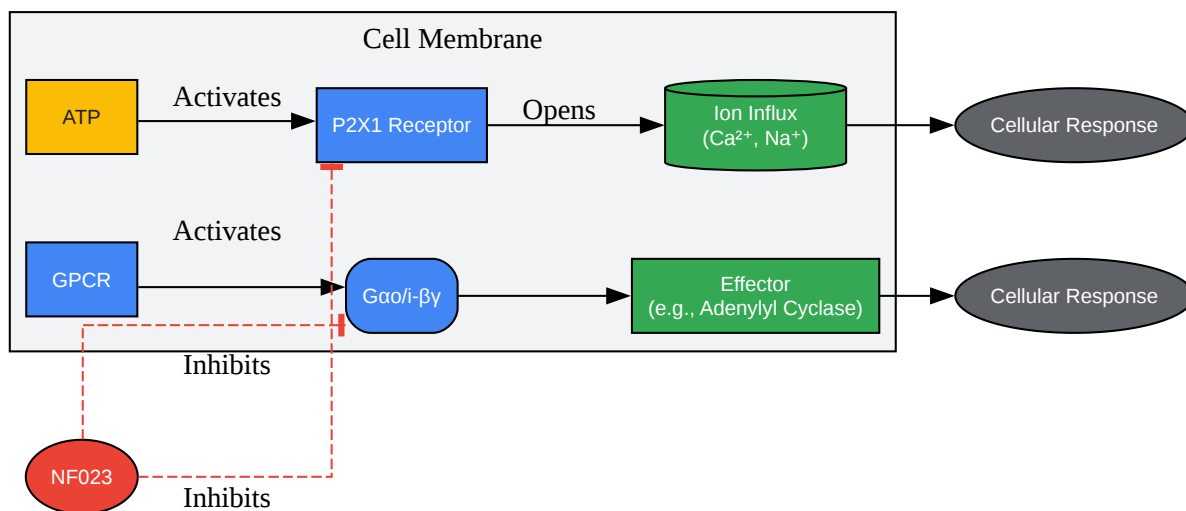 Cell Membrane
ATP
Activates
P2X1 Receptor
Opens
Ion Influx
(Ca²⁺, Na⁺)
Cellular Response
GPCR
Activates
Gαo/i-βγ
Effector
(e.g., Adenylyl Cyclase)
Cellular Response
Inhibits
NF023
Inhibits